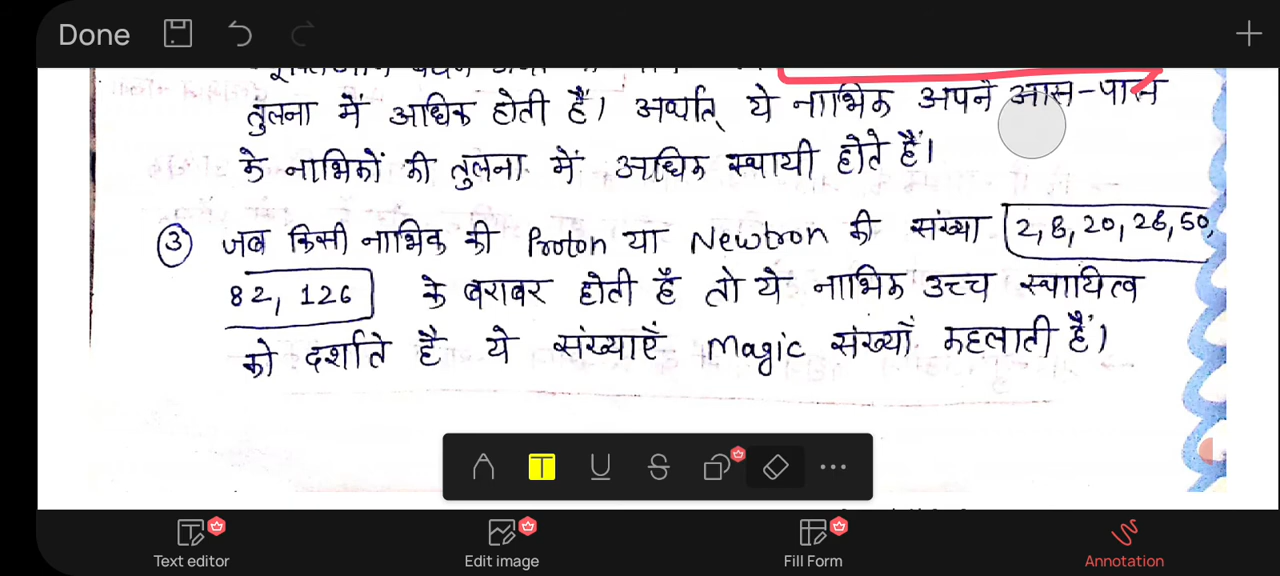 Done
तुलना में अधिक होती हैं। अर्थात् ये नाभिक अपने आस-पास
के नाभिकों की तुलना में अधिक स्थायी होते हैं।
③ जब किसी नाभिक की Proton या Newtron की संख्या 2, 8, 20, 28, 50,
82, 126 के बराबर होती है तो ये नाभिक उच्च स्थायित्व
को दर्शाते है ये संख्याएँ Magic संख्याँ कहलाती हैं।
Text editor
Edit image
Fill Form
Annotation